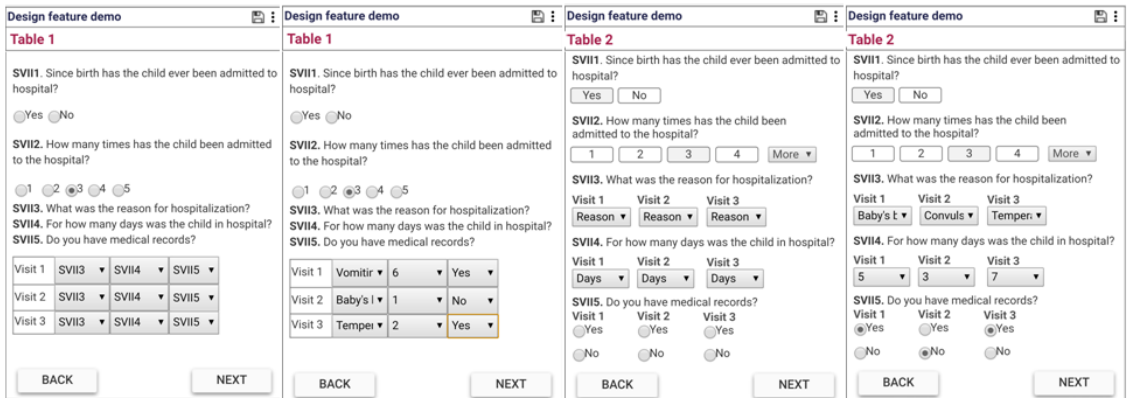 Design feature demo
Table 1
SVII1. Since birth has the child ever been admitted to
hospital?
Yes No
SVII2. How many times has the child been admitted
to the hospital?
1 2 3 4 5
SVII3. What was the reason for hospitalization?
SVII4. For how many days was the child in hospital?
SVII5. Do you have medical records?
Visit 1 SVII3 SVII4 SVII5
Visit 2 SVII3 SVII4 SVII5
Visit 3 SVII3 SVII4 SVII5
BACK NEXT
Design feature demo
Table 1
SVII1. Since birth has the child ever been admitted to
hospital?
Yes No
SVII2. How many times has the child been admitted
to the hospital?
1 2 3 4 5
SVII3. What was the reason for hospitalization?
SVII4. For how many days was the child in hospital?
SVII5. Do you have medical records?
Visit 1 Vomitir 6 Yes
Visit 2 Baby's l 1 No
Visit 3 Temper 2 Yes
BACK NEXT
Design feature demo
Table 2
SVII1. Since birth has the child ever been admitted to
hospital?
Yes No
SVII2. How many times has the child been
admitted to the hospital?
1 2 3 4 More
SVII3. What was the reason for hospitalization?
Visit 1 Visit 2 Visit 3
Reason Reason Reason
SVII4. For how many days was the child in hospital?
Visit 1 Visit 2 Visit 3
Days Days Days
SVII5. Do you have medical records?
Visit 1 Visit 2 Visit 3
Yes Yes Yes
No No No
BACK NEXT
Design feature demo
Table 2
SVII1. Since birth has the child ever been admitted to
hospital?
Yes No
SVII2. How many times has the child been
admitted to the hospital?
1 2 3 4 More
SVII3. What was the reason for hospitalization?
Visit 1 Visit 2 Visit 3
Baby's t Convuls Temper
SVII4. For how many days was the child in hospital?
Visit 1 Visit 2 Visit 3
5 3 7
SVII5. Do you have medical records?
Visit 1 Visit 2 Visit 3
Yes Yes Yes
No No No
BACK NEXT